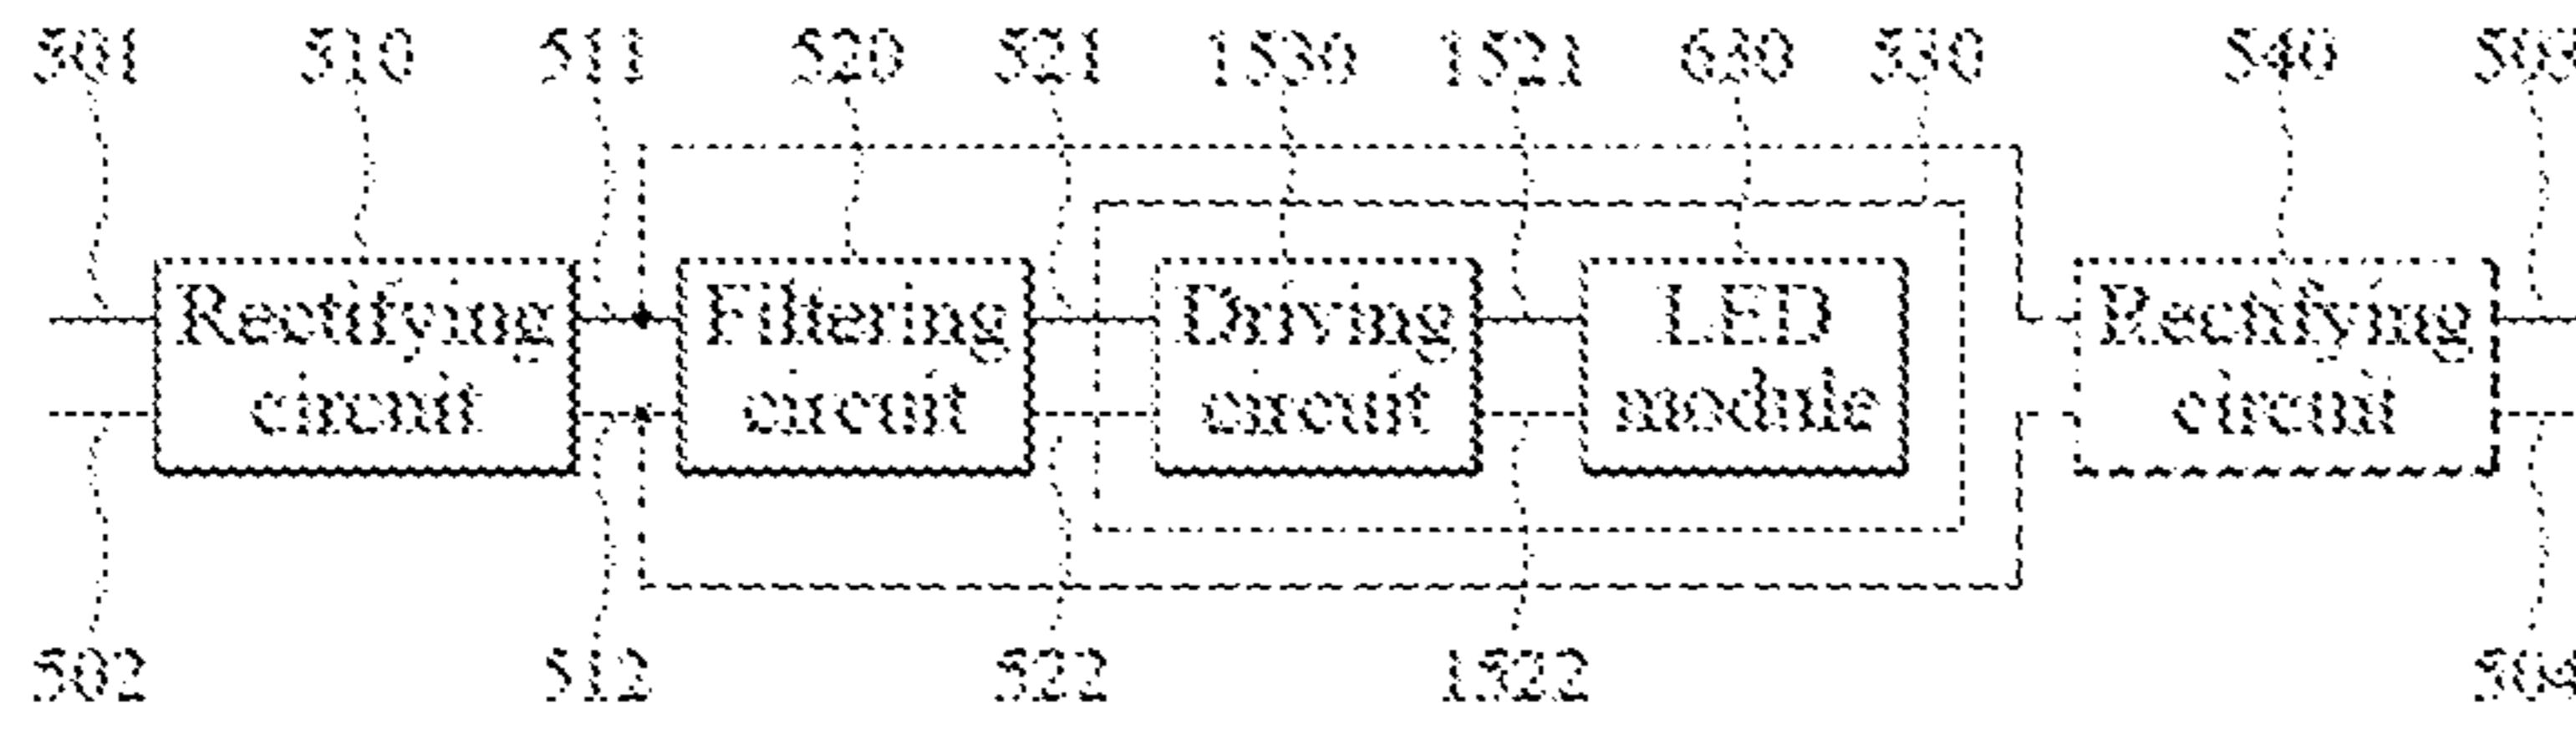 501 510 511 520 521 1530 1521 630 530 540
Rectifying circuit
Filtering circuit
Driving circuit
LED module
Rectifying circuit
502 512 522 1522 504